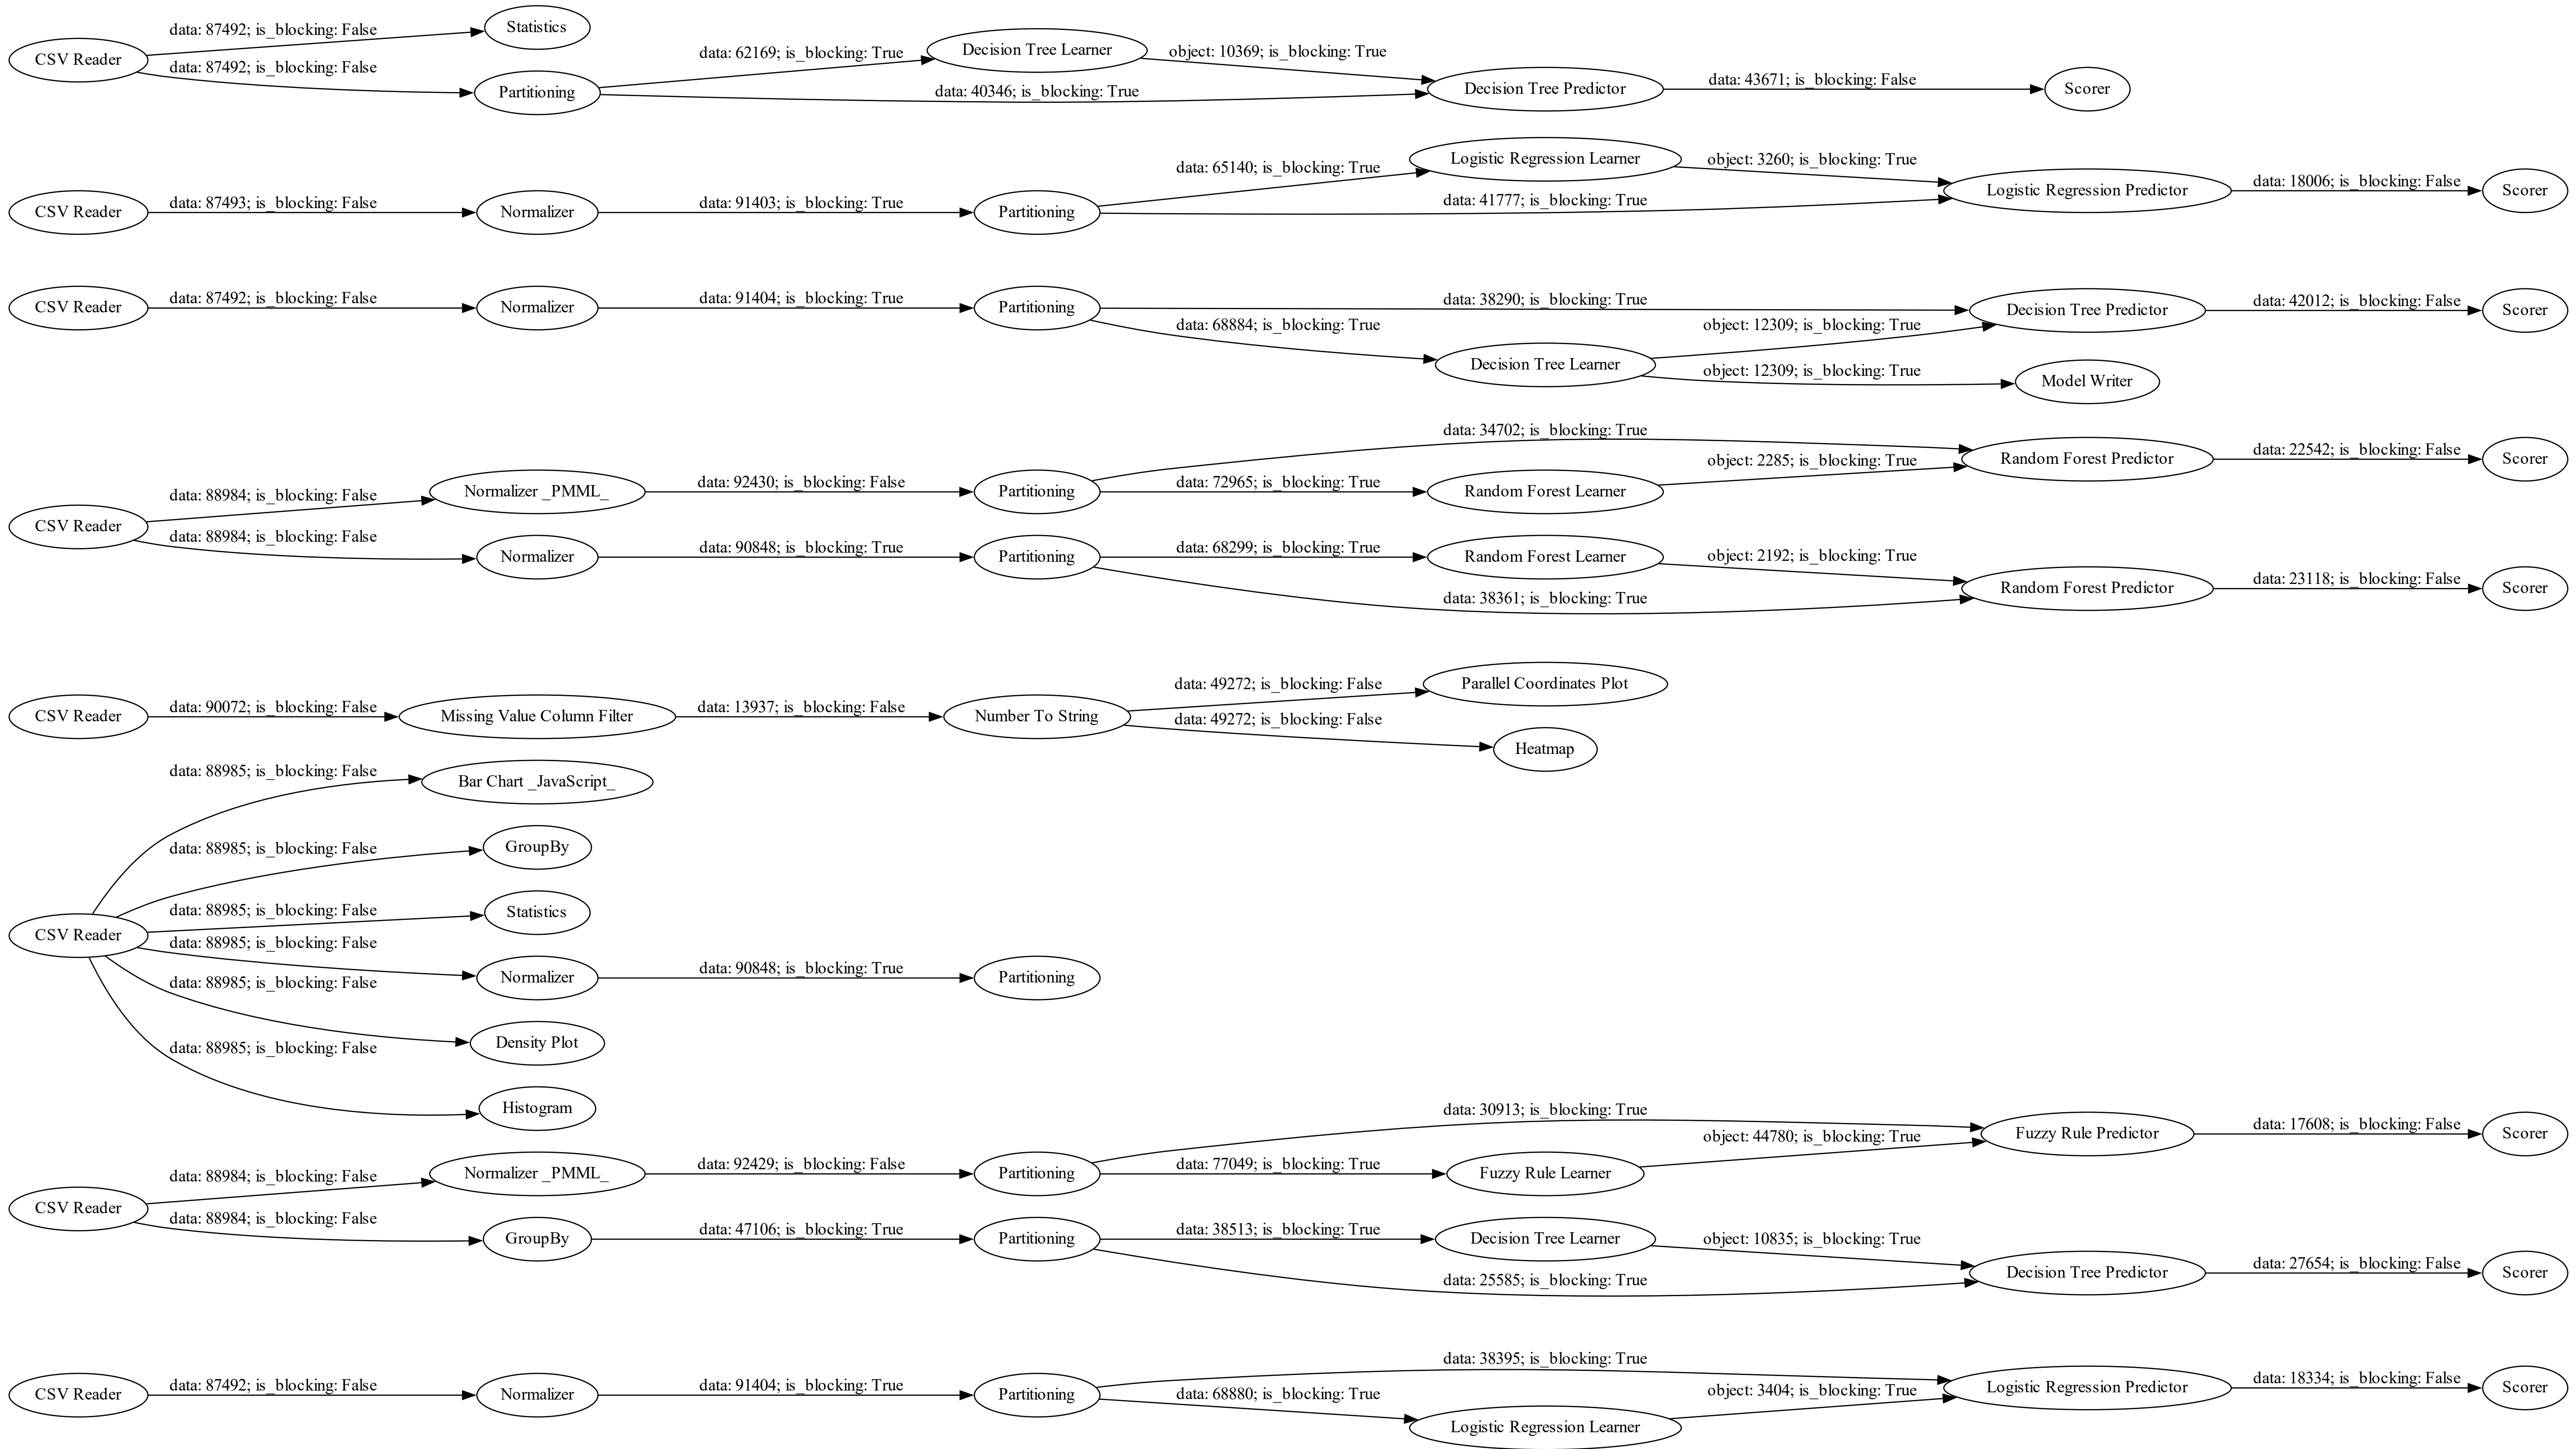 CSV Reader
data: 87492; is_blocking: False
Statistics
data: 87492; is_blocking: False
Partitioning
data: 62169; is_blocking: True
Decision Tree Learner
object: 10369; is_blocking: True
data: 40346; is_blocking: True
Decision Tree Predictor
data: 43671; is_blocking: False
Scorer
CSV Reader
data: 87493; is_blocking: False
Normalizer
data: 91403; is_blocking: True
Partitioning
data: 65140; is_blocking: True
Logistic Regression Learner
object: 3260; is_blocking: True
data: 41777; is_blocking: True
Logistic Regression Predictor
data: 18006; is_blocking: False
Scorer
CSV Reader
data: 87492; is_blocking: False
Normalizer
data: 91404; is_blocking: True
Partitioning
data: 38290; is_blocking: True
data: 68884; is_blocking: True
Decision Tree Learner
object: 12309; is_blocking: True
Decision Tree Predictor
data: 42012; is_blocking: False
Scorer
object: 12309; is_blocking: True
Model Writer
CSV Reader
data: 88984; is_blocking: False
Normalizer _PMML_
data: 92430; is_blocking: False
Partitioning
data: 34702; is_blocking: True
data: 72965; is_blocking: True
Random Forest Learner
object: 2285; is_blocking: True
Random Forest Predictor
data: 22542; is_blocking: False
Scorer
data: 88984; is_blocking: False
Normalizer
data: 90848; is_blocking: True
Partitioning
data: 68299; is_blocking: True
Random Forest Learner
object: 2192; is_blocking: True
data: 38361; is_blocking: True
Random Forest Predictor
data: 23118; is_blocking: False
Scorer
CSV Reader
data: 90072; is_blocking: False
Missing Value Column Filter
data: 13937; is_blocking: False
Number To String
data: 49272; is_blocking: False
Parallel Coordinates Plot
data: 49272; is_blocking: False
Heatmap
CSV Reader
data: 88985; is_blocking: False
Bar Chart _JavaScript_
data: 88985; is_blocking: False
GroupBy
data: 88985; is_blocking: False
Statistics
data: 88985; is_blocking: False
Normalizer
data: 90848; is_blocking: True
Partitioning
data: 88985; is_blocking: False
Density Plot
data: 88985; is_blocking: False
Histogram
CSV Reader
data: 88984; is_blocking: False
Normalizer _PMML_
data: 92429; is_blocking: False
Partitioning
data: 30913; is_blocking: True
data: 77049; is_blocking: True
Fuzzy Rule Learner
object: 44780; is_blocking: True
Fuzzy Rule Predictor
data: 17608; is_blocking: False
Scorer
data: 88984; is_blocking: False
GroupBy
data: 47106; is_blocking: True
Partitioning
data: 38513; is_blocking: True
Decision Tree Learner
object: 10835; is_blocking: True
data: 25585; is_blocking: True
Decision Tree Predictor
data: 27654; is_blocking: False
Scorer
CSV Reader
data: 87492; is_blocking: False
Normalizer
data: 91404; is_blocking: True
Partitioning
data: 38395; is_blocking: True
data: 68880; is_blocking: True
Logistic Regression Learner
object: 3404; is_blocking: True
Logistic Regression Predictor
data: 18334; is_blocking: False
Scorer